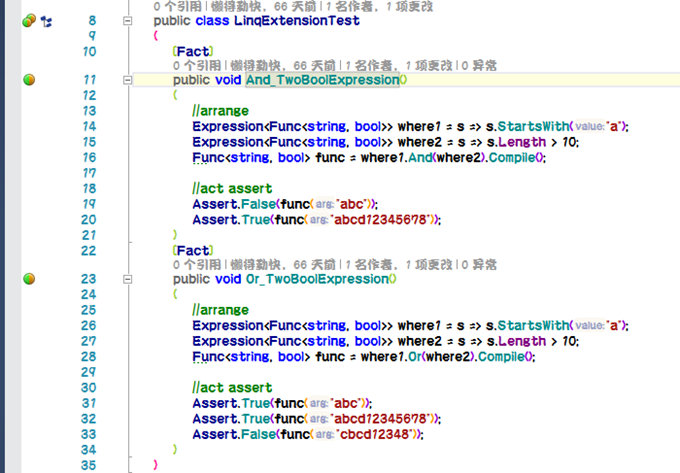 0 个引用 | 懒得勤快，66 天前 | 1 名作者，1 项更改
8 public class LinqExtensionTest
9 {
10 [Fact]
0 个引用 | 懒得勤快，66 天前 | 1 名作者，1 项更改 | 0 异常
11 public void And_TwoBoolExpression()
12 {
13 //arrange
14 Expression<Func<string, bool>> where1 = s => s.StartsWith(value:"a");
15 Expression<Func<string, bool>> where2 = s => s.Length > 10;
16 Func<string, bool> func = where1.And(where2).Compile();
17
18 //act assert
19 Assert.False(func(arg:"abc"));
20 Assert.True(func(arg:"abcd12345678"));
21 }
22 [Fact]
0 个引用 | 懒得勤快，66 天前 | 1 名作者，1 项更改 | 0 异常
23 public void Or_TwoBoolExpression()
24 {
25 //arrange
26 Expression<Func<string, bool>> where1 = s => s.StartsWith(value:"a");
27 Expression<Func<string, bool>> where2 = s => s.Length > 10;
28 Func<string, bool> func = where1.Or(where2).Compile();
29
30 //act assert
31 Assert.True(func(arg:"abc"));
32 Assert.True(func(arg:"abcd12345678"));
33 Assert.False(func(arg:"cbcd12348"));
34 }
35 }